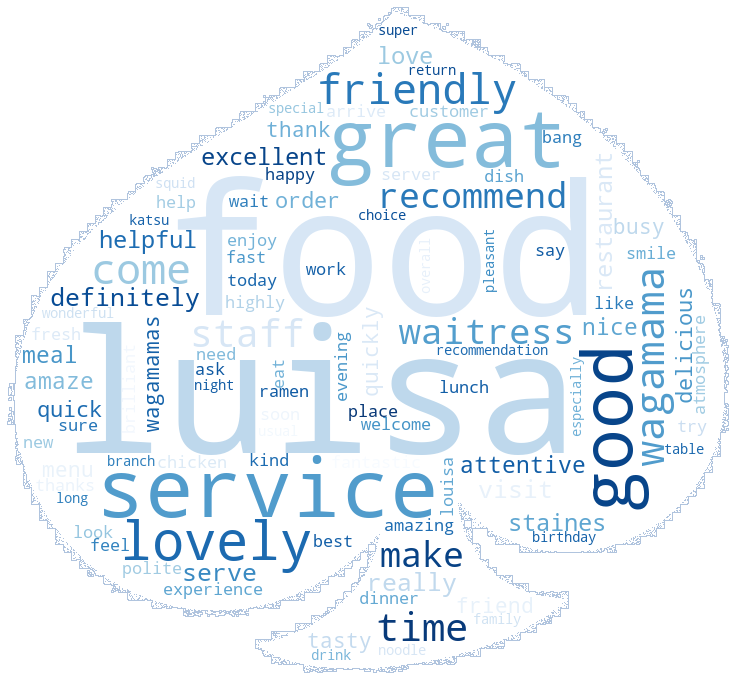 super
love
return
friendly
special
arrive
customer
thank
great
bang
excellent
happy
server
dish
squid
help
wait
order
recommend
restaurant
katsu
choice
food
busy
helpful
enjoy
fast
work
overall
pleasant
say
smile
come
today
definitely
highly
like
wagamama
wonderful
fresh
wagamamas
staff
quickly
waitress
nice
delicious
atmosphere
meal
need
evening
recommendation
amaze
brilliant
ask
night
eat
ramen
luisa
lunch
especially
good
quick
sure
soon
place
welcome
usual
try
new
table
menu
branch
chicken
kind
fantastic
attentive
thanks
long
service
louisa
visit
look
feel
lovely
best
amazing
staines
birthday
polite
serve
make
experience
really
dinner
friend
time
family
tasty
drink
noodle